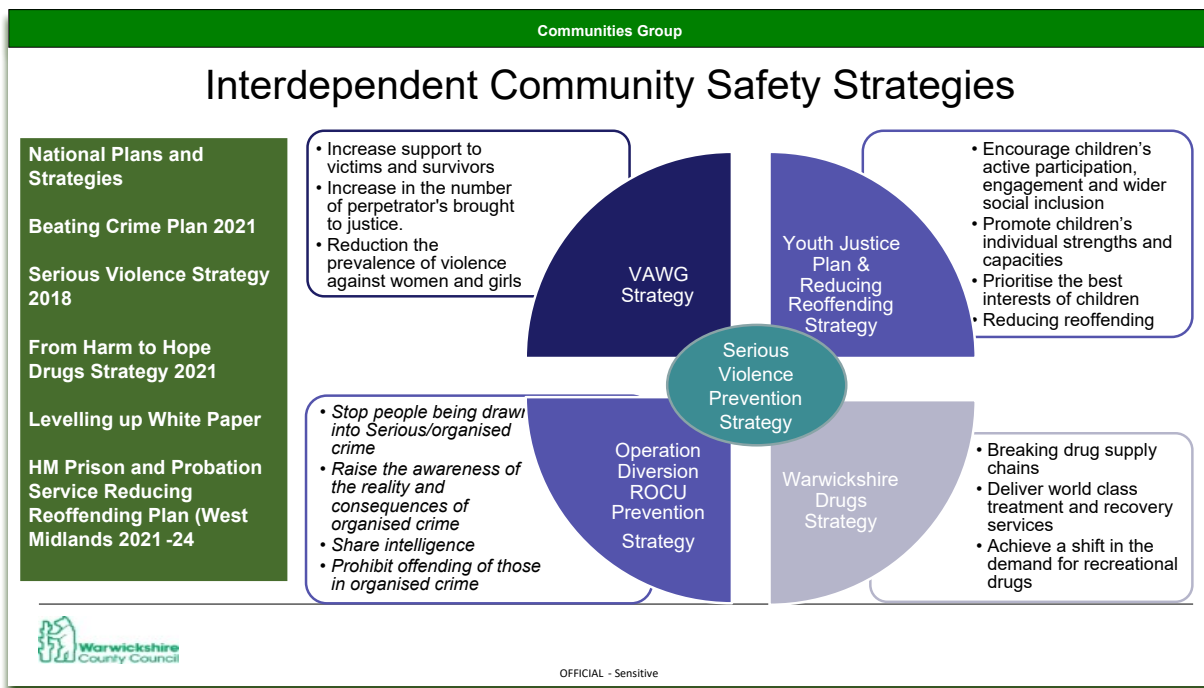 Communities Group
Interdependent Community Safety Strategies
National Plans and
Strategies
Beating Crime Plan 2021
Serious Violence Strategy
2018
From Harm to Hope
Drugs Strategy 2021
Levelling up White Paper
HM Prison and Probation
Service Reducing
Reoffending Plan (West
Midlands 2021 -24
• Increase support to
victims and survivors
• Increase in the number
of perpetrator's brought
to justice.
• Reduction the
prevalence of violence
against women and girls
VAWG
Strategy
Youth Justice
Plan &
Reducing
Reoffending
Strategy
• Encourage children's
active participation,
engagement and wider
social inclusion
• Promote children's
individual strengths and
capacities
• Prioritise the best
interests of children
• Reducing reoffending
Serious
Violence
Prevention
Strategy
• Stop people being drawn
into Serious/organised
crime
• Raise the awareness of
the reality and
consequences of
organised crime
• Share intelligence
• Prohibit offending of those
in organised crime
Operation
Diversion
ROCU
Prevention
Strategy
Warwickshire
Drugs
Strategy
• Breaking drug supply
chains
• Deliver world class
treatment and recovery
services
• Achieve a shift in the
demand for recreational
drugs
Warwickshire
County Council
OFFICIAL - Sensitive